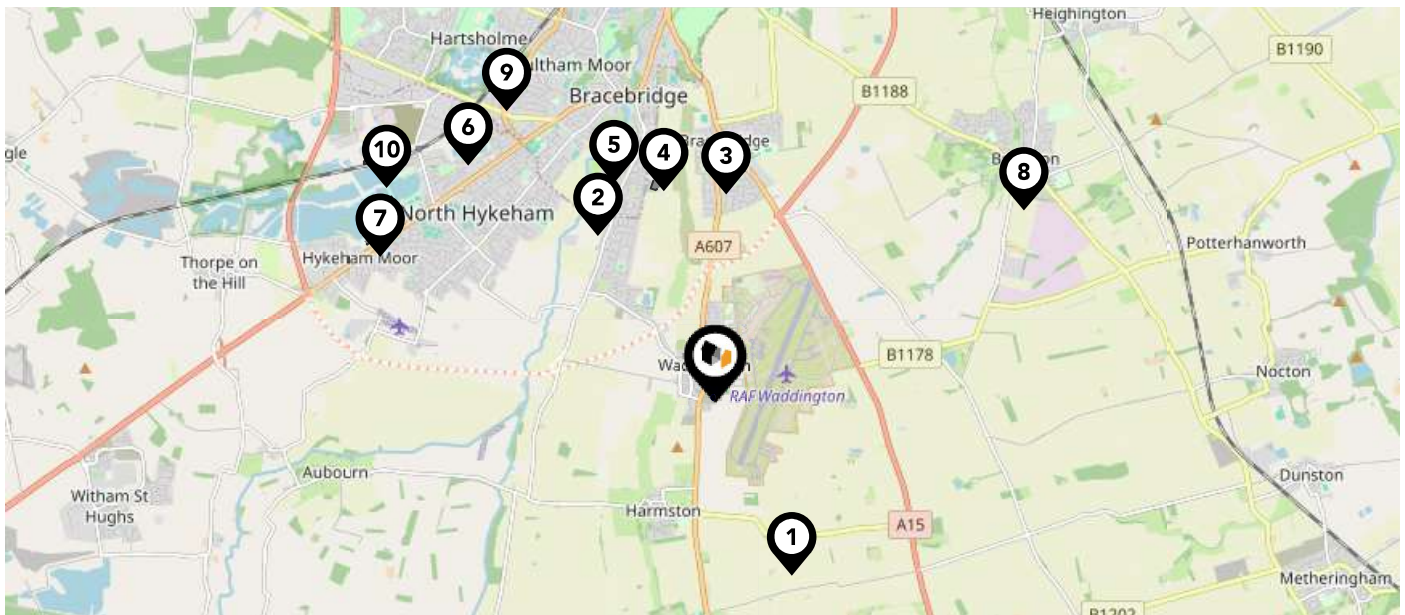 Heighington
Hartsholme
B1190
ultham Moor
9
Bracebridge
B1188
6
5
4
10
3
gle
8
2
7
North Hykeham
A607
Potterhanworth
Thorpe on
the Hill
Hykeham Moor
B1178
Nocton
RAF Waddington
Aubourn
Dunston
Witham St
Hughs
Harmston
A15
1
Metheringham